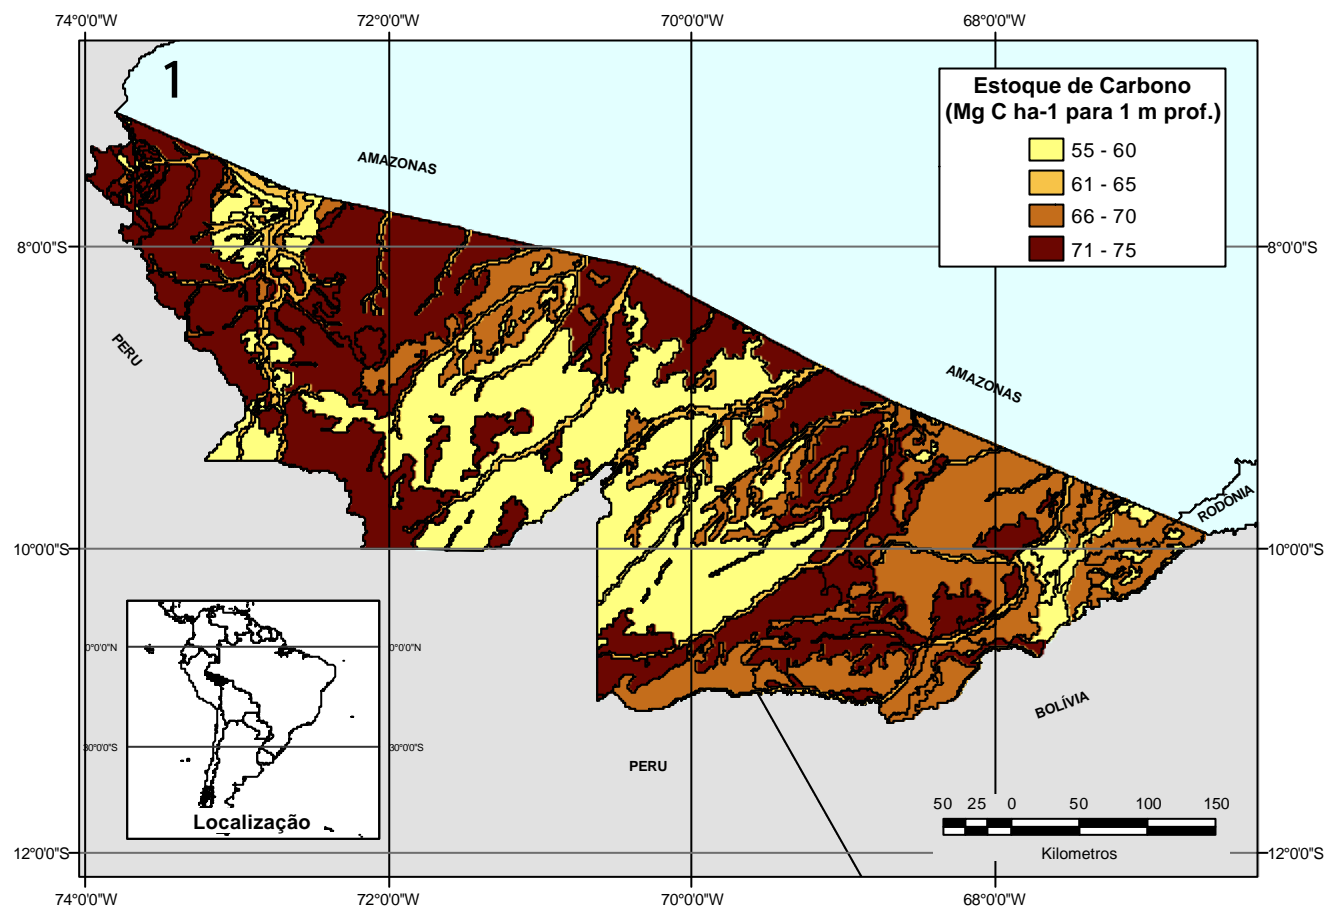 74°0'0"W 72°0'0"W 70°0'0"W 68°0'0"W
1
Estoque de Carbono
(Mg C ha-1 para 1 m prof.)
55 - 60
61 - 65
66 - 70
71 - 75
AMAZONAS
8°0'0"S 8°0'0"S
PERU
AMAZONAS
RODÔNIA
10°0'0"S 10°0'0"S
0°0'0"N 0°0'0"N
30°0'0"S 30°0'0"S
Localização
BOLÍVIA
PERU
50 25 0 50 100 150
Kilometros
12°0'0"S 12°0'0"S
74°0'0"W 72°0'0"W 70°0'0"W 68°0'0"W